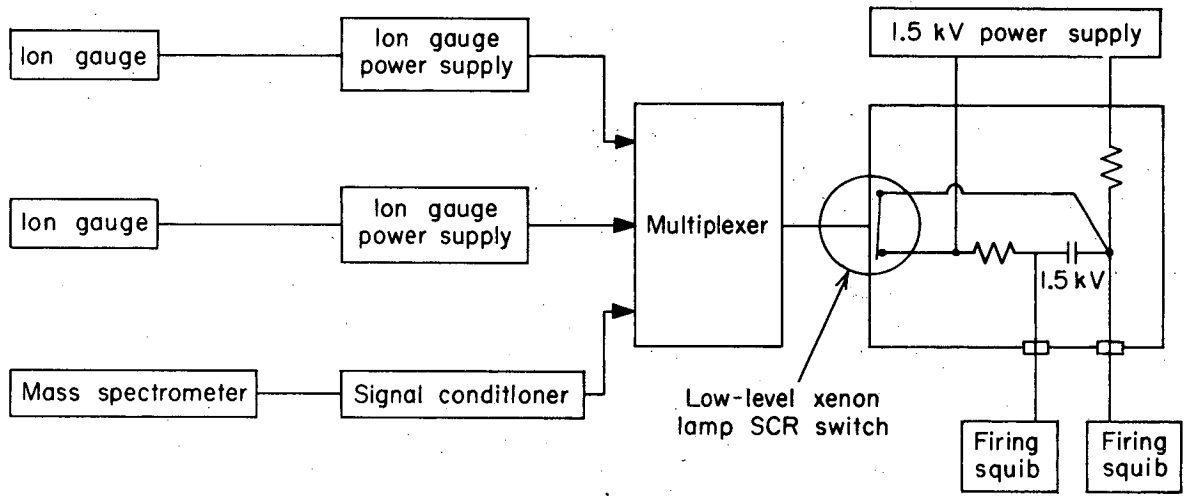 Ion gauge
Ion gauge
power supply
1.5 kV power supply
Ion gauge
Ion gauge
power supply
Multiplexer
1.5 kV
Mass spectrometer
Signal conditioner
Low-level xenon
lamp SCR switch
Firing
squib
Firing
squib